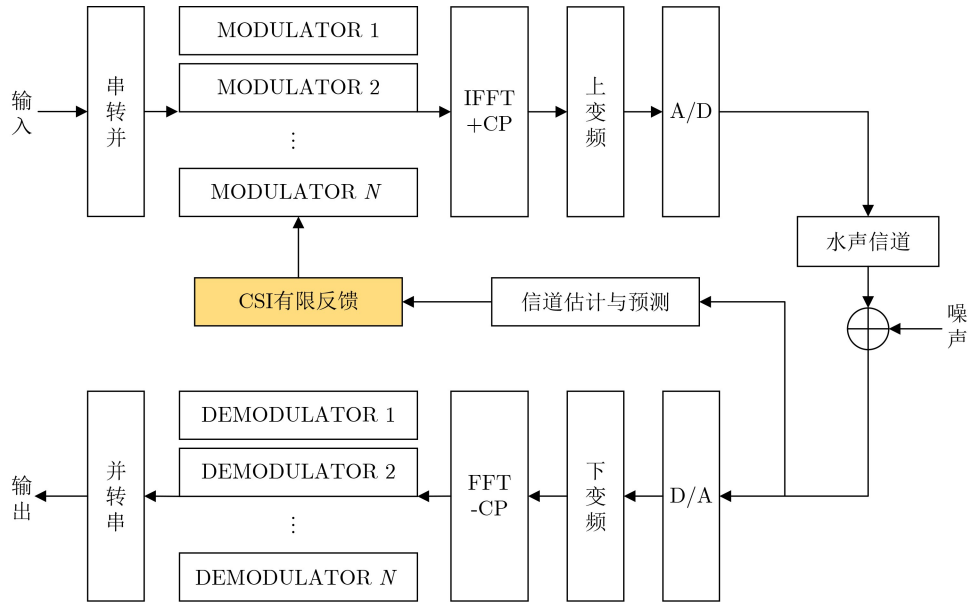 输入
串转并
MODULATOR 1
MODULATOR 2
⋮
MODULATOR N
IFFT
+CP
上变频
A/D
水声信道
CSI有限反馈
信道估计与预测
噪声
输出
并转串
DEMODULATOR 1
DEMODULATOR 2
⋮
DEMODULATOR N
FFT
-CP
下变频
D/A